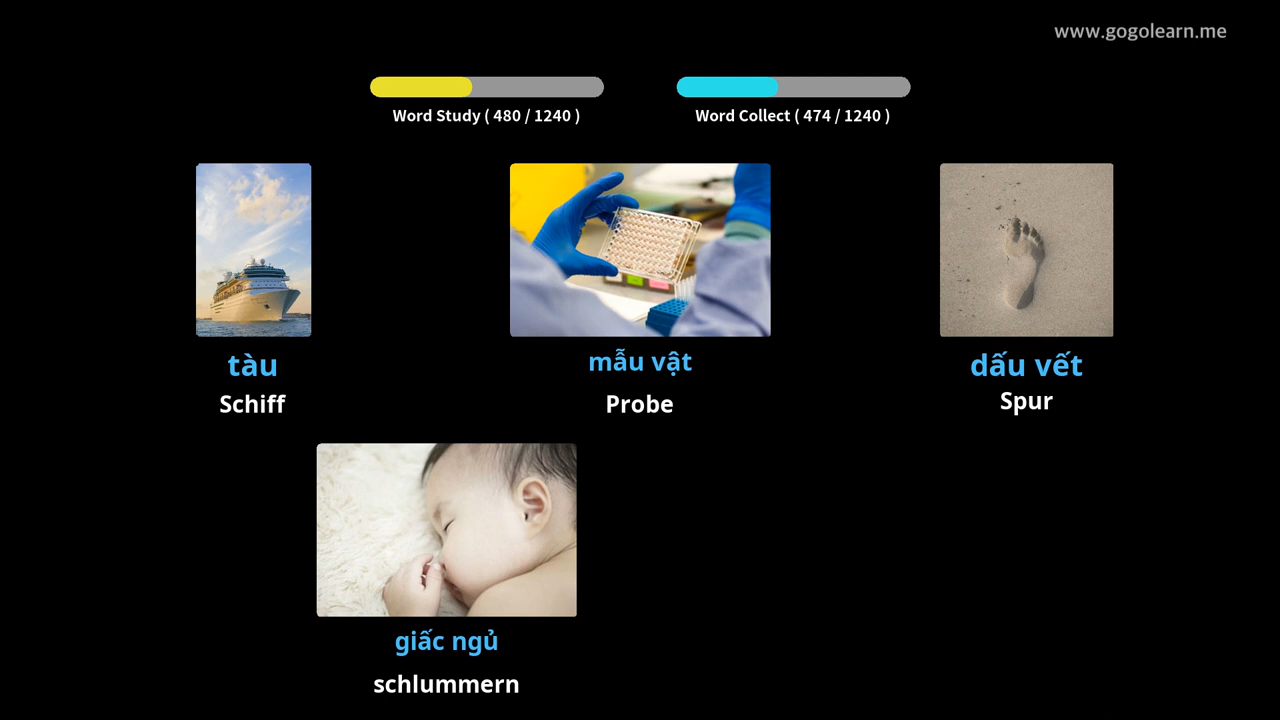 www.gogolearn.me
Word Study ( 480 / 1240 )
Word Collect ( 474 / 1240 )
tàu
Schiff
mẫu vật
Probe
dấu vết
Spur
giấc ngủ
schlummern